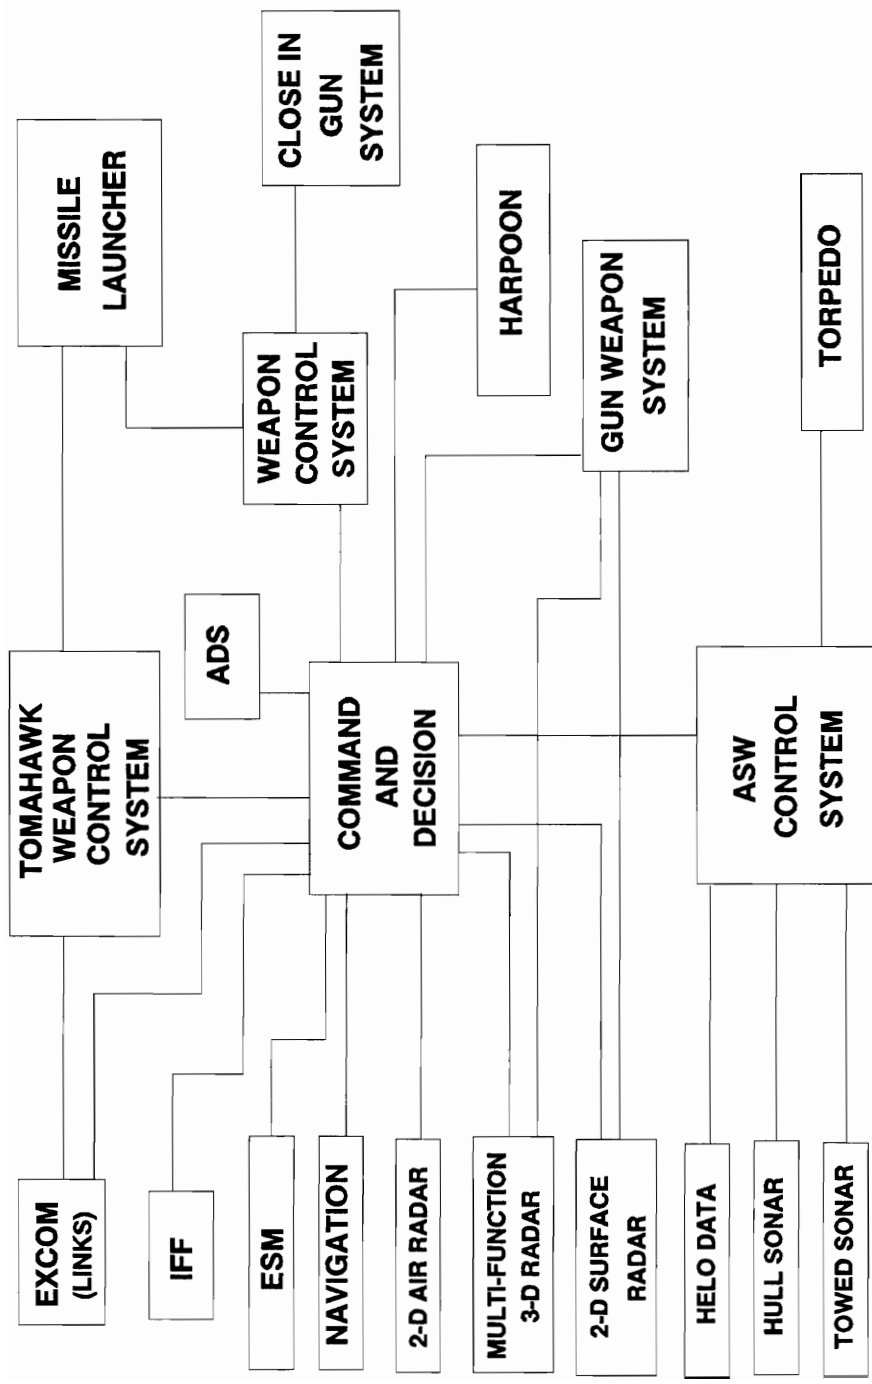 EXCOM
(LINKS)
IFF
ESM
NAVIGATION
2-D AIR RADAR
MULTI-FUNCTION
3-D RADAR
2-D SURFACE
RADAR
HELO DATA
HULL SONAR
TOWED SONAR
TOMAHAWK
WEAPON
CONTROL
SYSTEM
ADS
COMMAND
AND
DECISION
ASW
CONTROL
SYSTEM
MISSILE
LAUNCHER
WEAPON
CONTROL
SYSTEM
CLOSE IN
GUN
SYSTEM
HARPOON
GUN WEAPON
SYSTEM
TORPEDO